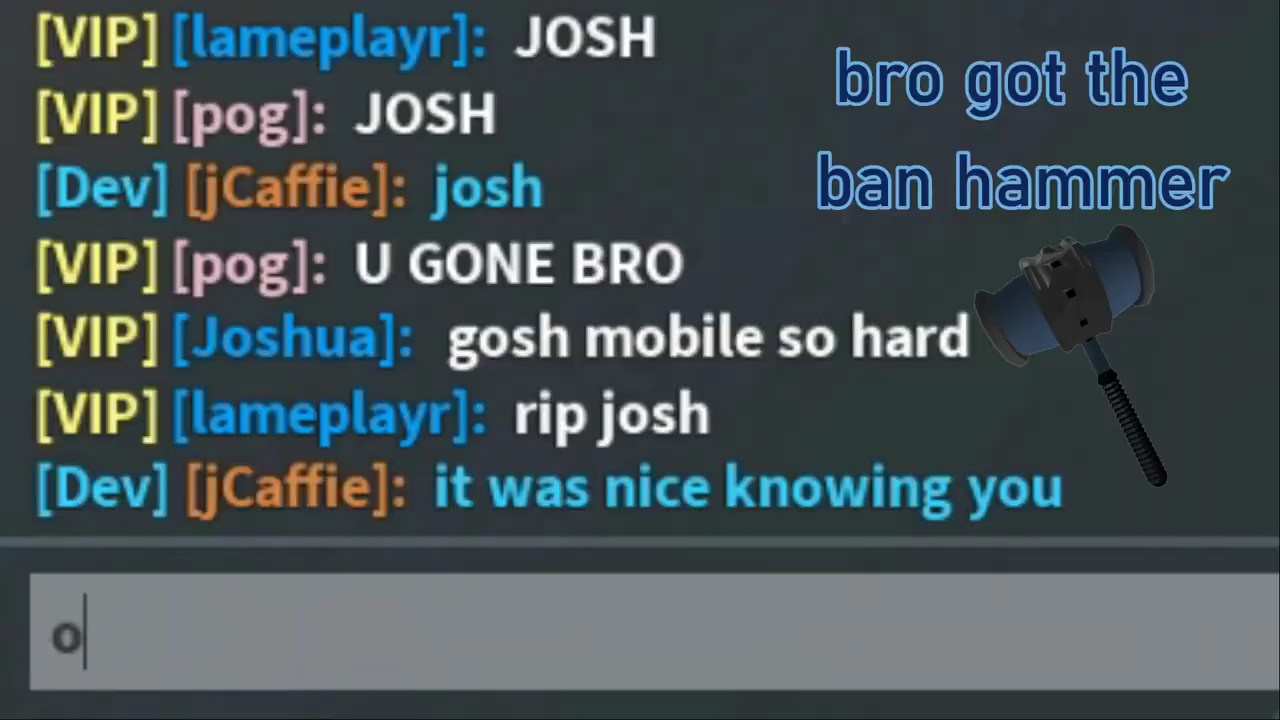 [VIP] [lameplayr]: JOSH
[VIP] [pog]: JOSH
[Dev] [jCaffie]: josh
[VIP] [pog]: U GONE BRO
[VIP] [Joshua]: gosh mobile so hard
[VIP] [lameplayr]: rip josh
[Dev] [jCaffie]: it was nice knowing you
o
bro got the
ban hammer